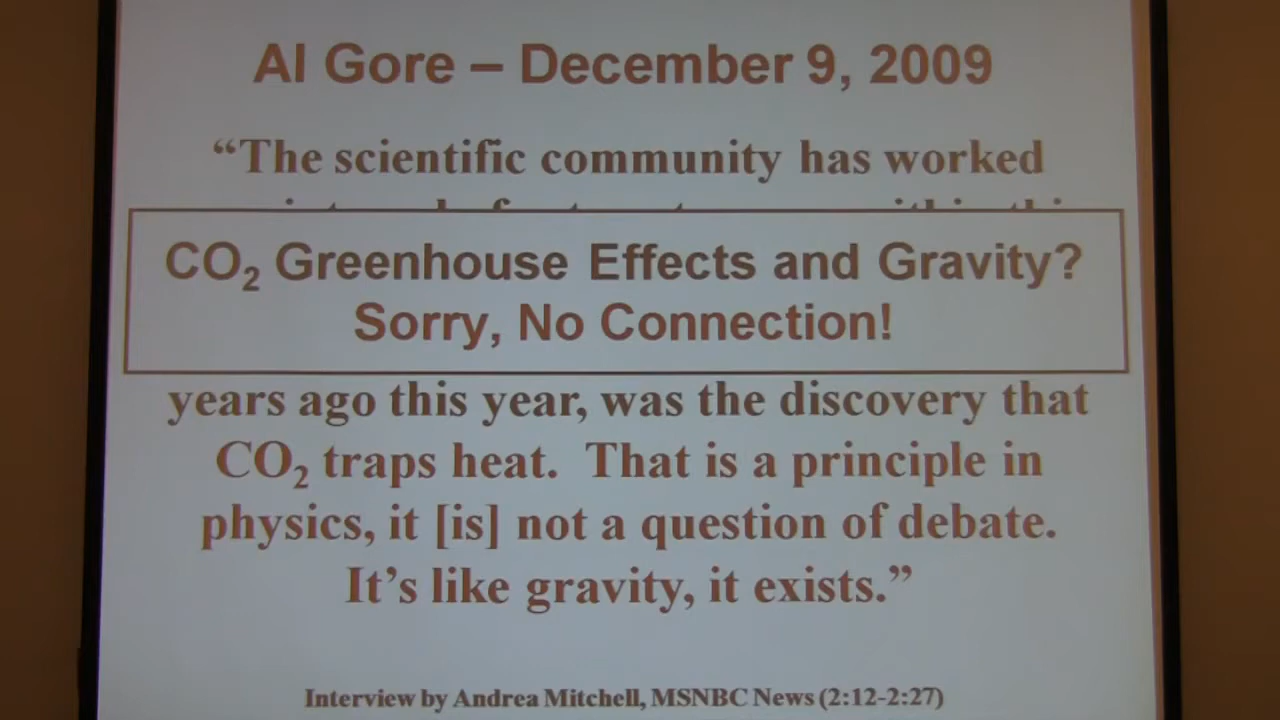 Al Gore – December 9, 2009
“The scientific community has worked
CO₂ Greenhouse Effects and Gravity?
Sorry, No Connection!
years ago this year, was the discovery that
CO₂ traps heat.  That is a principle in
physics, it [is] not a question of debate.
It’s like gravity, it exists.”
Interview by Andrea Mitchell, MSNBC News (2:12-2:27)